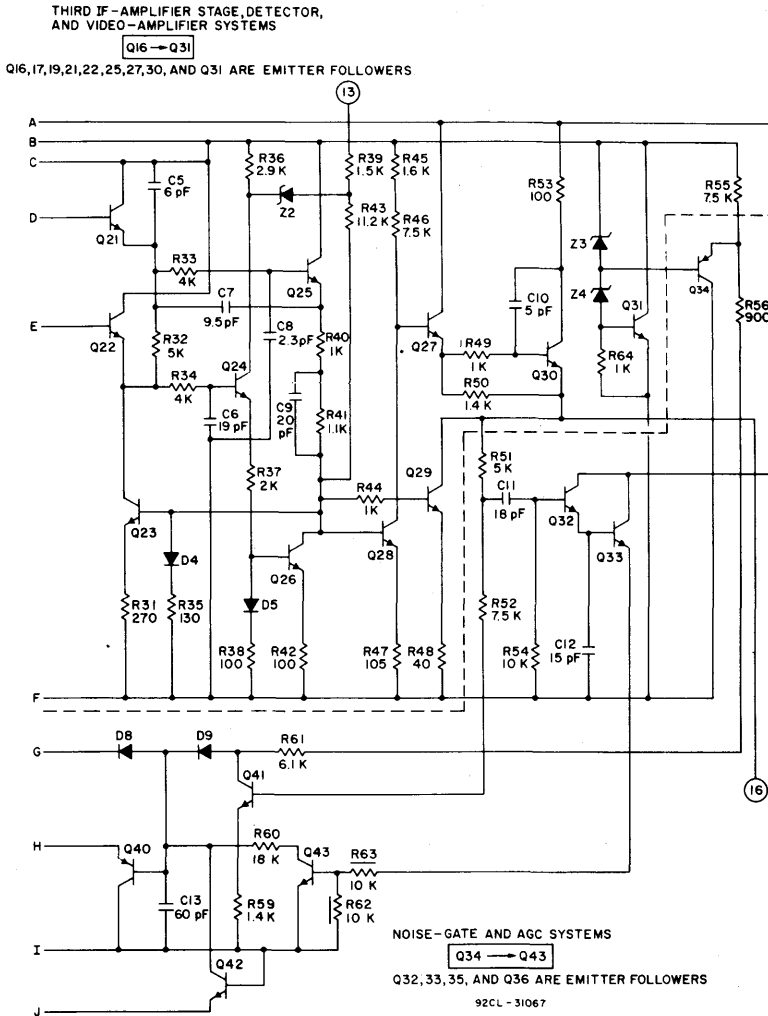 THIRD IF-AMPLIFIER STAGE, DETECTOR,
AND VIDEO-AMPLIFIER SYSTEMS
Q16 → Q31
Q16,17,19,21,22,25,27,30, AND Q31 ARE EMITTER FOLLOWERS
13
A
B
C
R36
2.9 K
R39
1.5 K
R45
1.6 K
C5
6 pF
Z2
R53
100
R55
7.5 K
R43
11.2 K
R46
7.5 K
D
Q21
Z3
R33
4K
Q25
Q34
C10
5 pF
Z4
Q31
R56
900
C7
9.5 pF
C8
2.3 pF
E
Q22
Q27
R32
5K
R40
1K
R49
1K
R64
1K
Q24
Q30
R34
4K
R50
1.4 K
C6
19 pF
C9
20
pF
R41
1.1K
R51
5 K
R37
2K
Q29
C11
18 pF
R44
1K
Q32
Q23
Q28
Q33
D4
Q26
R31
270
R35
130
D5
R52
7.5 K
R38
100
R42
100
R47
105
R48
40
R54
10 K
C12
15 pF
F
G
D8
D9
R61
6.1 K
Q41
16
H
Q40
R60
18 K
Q43
R63
10 K
C13
60 pF
R59
1.4 K
R62
10 K
I
Q42
J
NOISE-GATE AND AGC SYSTEMS
Q34 → Q43
Q32,33,35, AND Q36 ARE EMITTER FOLLOWERS
92CL-31067